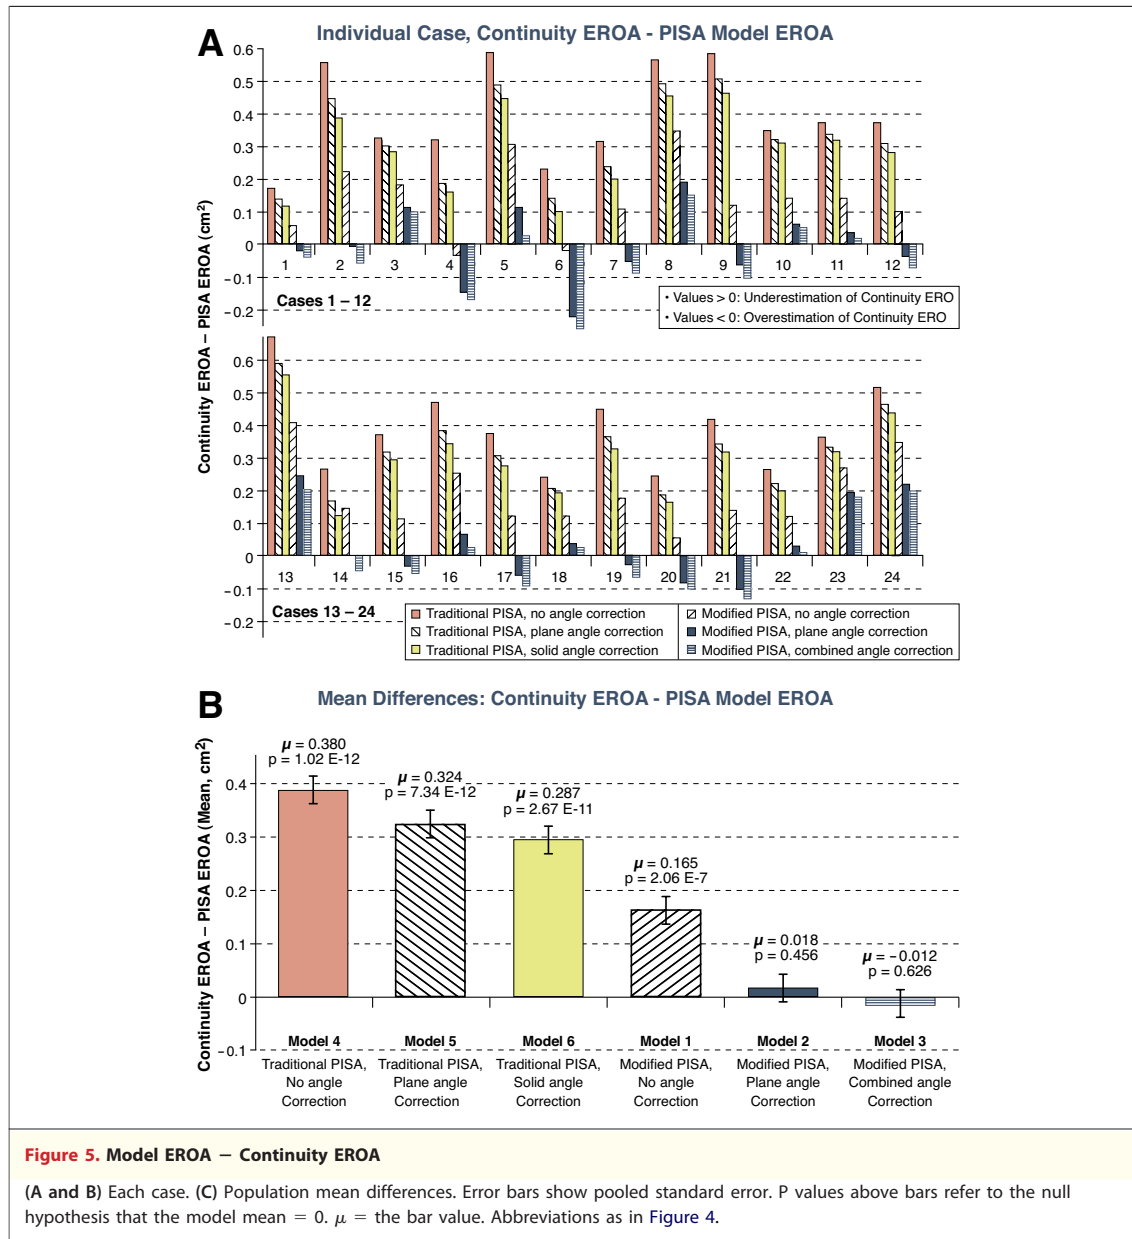 A
Individual Case, Continuity EROA - PISA Model EROA
Continuity EROA – PISA EROA (cm²)
0.6
0.5
0.4
0.3
0.2
0.1
0
−0.1
−0.2
1 2 3 4 5 6 7 8 9 10 11 12
Cases 1 – 12
• Values > 0: Underestimation of Continuity ERO
• Values < 0: Overestimation of Continuity ERO
0.6
0.5
0.4
0.3
0.2
0.1
0
−0.1
−0.2
13 14 15 16 17 18 19 20 21 22 23 24
Cases 13 – 24
Traditional PISA, no angle correction
Traditional PISA, plane angle correction
Traditional PISA, solid angle correction
Modified PISA, no angle correction
Modified PISA, plane angle correction
Modified PISA, combined angle correction
B
Mean Differences: Continuity EROA - PISA Model EROA
Continuity EROA – PISA EROA (Mean, cm²)
0.4
0.3
0.2
0.1
0
−0.1
μ = 0.380
p = 1.02 E-12
μ = 0.324
p = 7.34 E-12
μ = 0.287
p = 2.67 E-11
μ = 0.165
p = 2.06 E-7
μ = 0.018
p = 0.456
μ = −0.012
p = 0.626
Model 4
Traditional PISA,
No angle
Correction
Model 5
Traditional PISA,
Plane angle
Correction
Model 6
Traditional PISA,
Solid angle
Correction
Model 1
Modified PISA,
No angle
Correction
Model 2
Modified PISA,
Plane angle
Correction
Model 3
Modified PISA,
Combined angle
Correction
Figure 5. Model EROA − Continuity EROA
(A and B) Each case. (C) Population mean differences. Error bars show pooled standard error. P values above bars refer to the null
hypothesis that the model mean = 0. μ = the bar value. Abbreviations as in Figure 4.